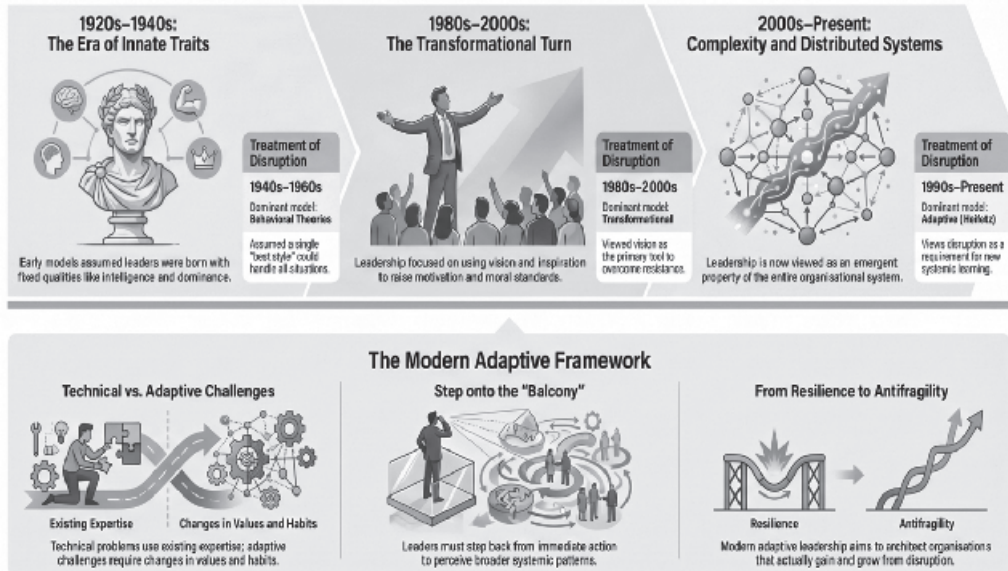 1920s–1940s:
The Era of Innate Traits
Treatment of
Disruption
1940s–1960s
Dominant model:
Behavioral Theories
Assumed a single
"best style" could
handle all situations.
Early models assumed leaders were born with
fixed qualities like intelligence and dominance.
1980s–2000s:
The Transformational Turn
Treatment of
Disruption
1980s–2000s
Dominant model:
Transformational
Viewed vision as
the primary tool to
overcome resistance.
Leadership focused on using vision and inspiration
to raise motivation and moral standards.
2000s–Present:
Complexity and Distributed Systems
Treatment of
Disruption
1990s–Present
Dominant model:
Adaptive (Heifetz)
Views disruption as a
requirement for new
systemic learning.
Leadership is now viewed as an emergent
property of the entire organisational system.
The Modern Adaptive Framework
Technical vs. Adaptive Challenges
Existing Expertise
Changes in Values and Habits
Technical problems use existing expertise; adaptive
challenges require changes in values and habits.
Step onto the "Balcony"
Leaders must step back from immediate action
to perceive broader systemic patterns.
From Resilience to Antifragility
Resilience
Antifragility
Modern adaptive leadership aims to architect organisations
that actually gain and grow from disruption.